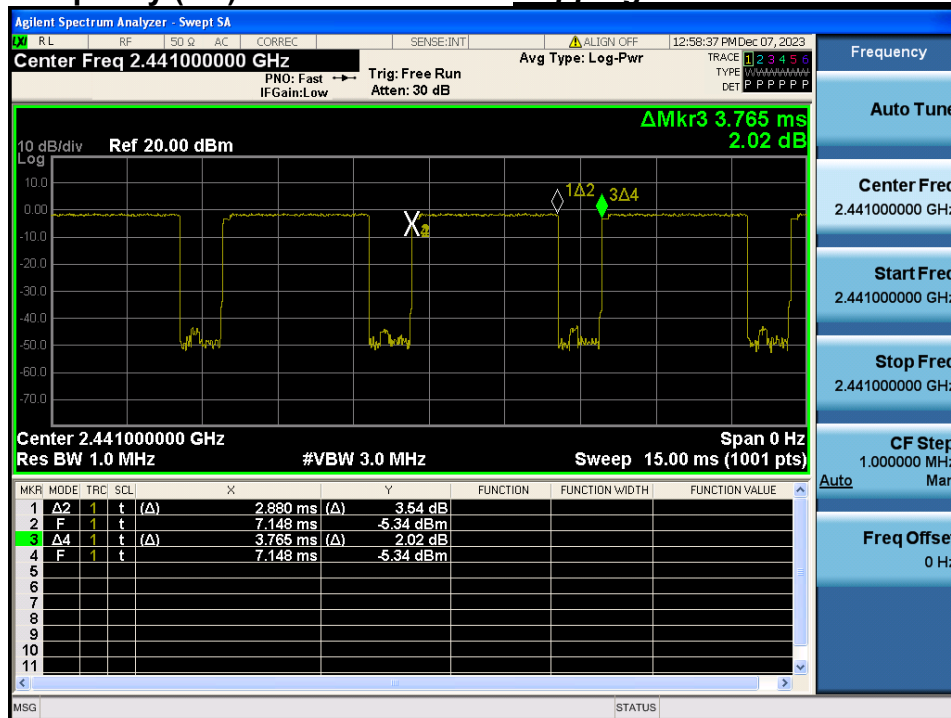 Agilent Spectrum Analyzer - Swept SA
LXI RL RF 50 Ω AC CORREC SENSE:INT ALIGN OFF 12:58:37 PM Dec 07, 2023
Center Freq 2.441000000 GHz
PNO: Fast Trig: Free Run Avg Type: Log-Pwr
IFGain:Low Atten: 30 dB
TRACE 1 2 3 4 5 6
TYPE WWWWWW
DET P P P P P P
ΔMkr3 3.765 ms
2.02 dB
10 dB/div Ref 20.00 dBm
Log
10.0
0.00
-10.0
-20.0
-30.0
-40.0
-50.0
-60.0
-70.0
1Δ2
3Δ4
X
Center 2.441000000 GHz Span 0 Hz
Res BW 1.0 MHz #VBW 3.0 MHz Sweep 15.00 ms (1001 pts)
MKR MODE TRC SCL X Y FUNCTION FUNCTION WIDTH FUNCTION VALUE
1 Δ2 1 t (Δ) 2.880 ms (Δ) 3.54 dB
2 F 1 t 7.148 ms -5.34 dBm
3 Δ4 1 t (Δ) 3.765 ms (Δ) 2.02 dB
4 F 1 t 7.148 ms -5.34 dBm
5
6
7
8
9
10
11
MSG STATUS
Frequency
Auto Tune
Center Freq
2.441000000 GHz
Start Freq
2.441000000 GHz
Stop Freq
2.441000000 GHz
CF Step
1.000000 MHz
Auto Man
Freq Offset
0 Hz